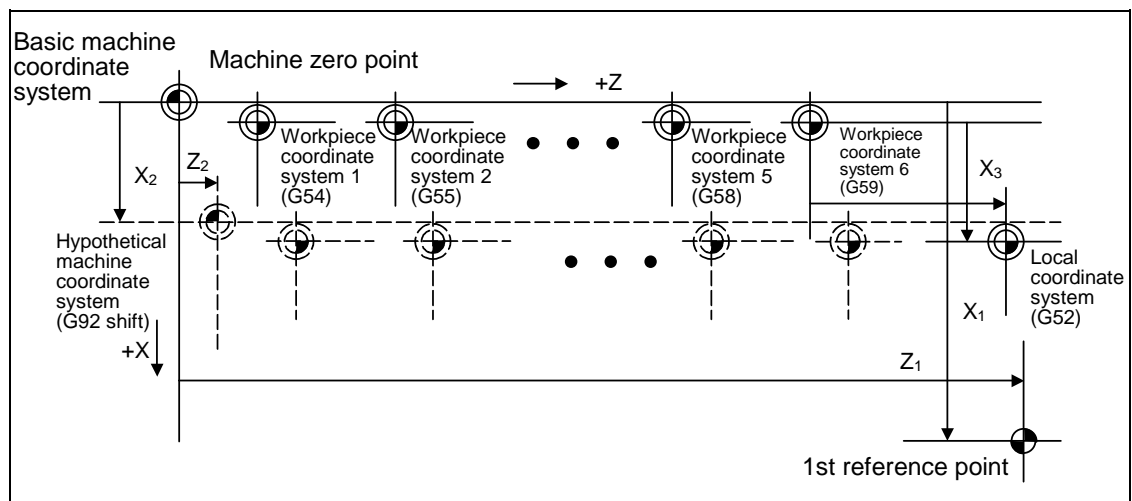 Basic machine
coordinate
system
Machine zero point
+Z
Workpiece
coordinate
system 1
(G54)
Workpiece
coordinate
system 2
(G55)
Workpiece
coordinate
system 5
(G58)
Workpiece
coordinate
system 6
(G59)
X₂
Z₂
X₃
Hypothetical
machine
coordinate
system
(G92 shift)
Local
coordinate
system
(G52)
X₁
+X
Z₁
1st reference point